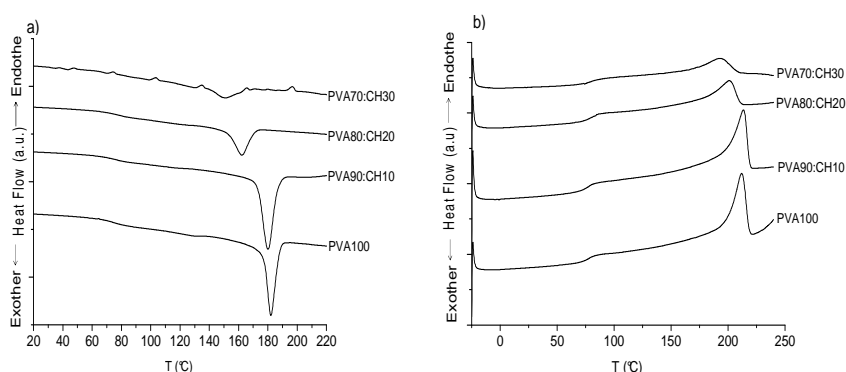 a)
Exother ← Heat Flow (a.u.) → Endothe
PVA70:CH30
PVA80:CH20
PVA90:CH10
PVA100
20 40 60 80 100 120 140 160 180 200 220
T (°C)
b)
Exother ← Heat Flow (a.u) → Endothe
PVA70:CH30
PVA80:CH20
PVA90:CH10
PVA100
0 50 100 150 200 250
T (°C)